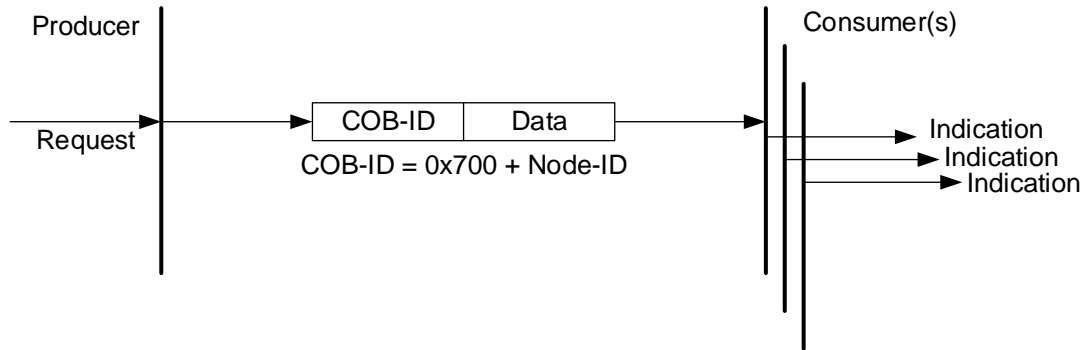 Producer
Consumer(s)
Request
COB-ID
Data
COB-ID = 0x700 + Node-ID
Indication
Indication
Indication